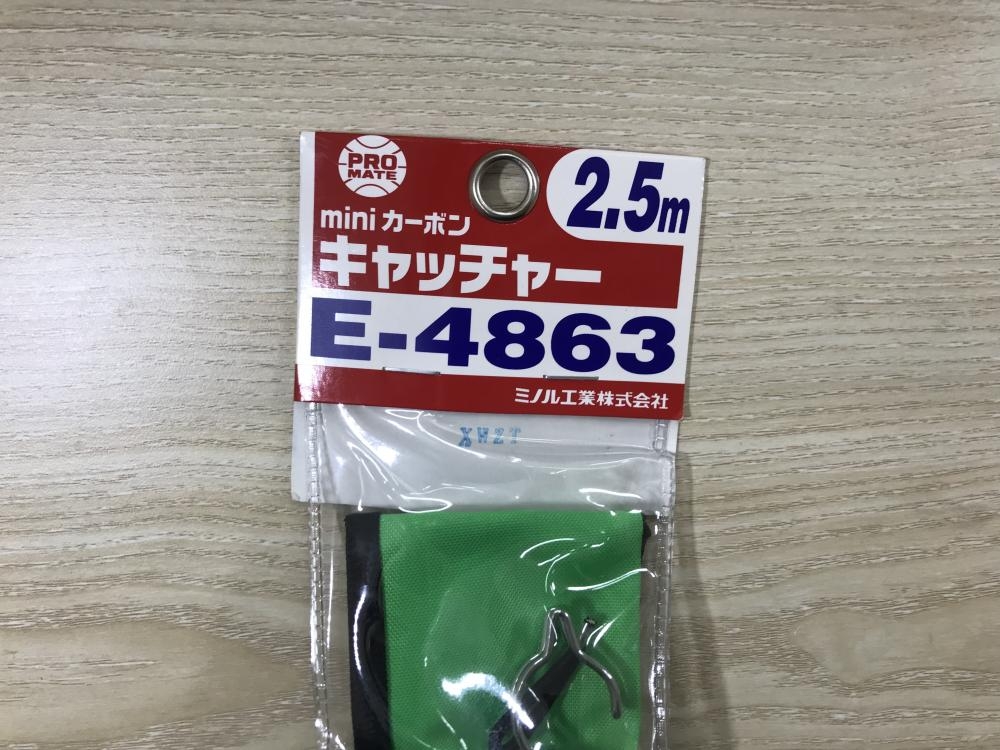 PRO
MATE
2.5m
mini カーボン
キャッチャー
E-4863
ミノル工業株式会社
XWZT